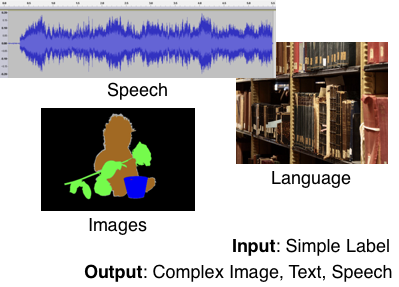 Speech
Language
Images
Input: Simple Label
Output: Complex Image, Text, Speech